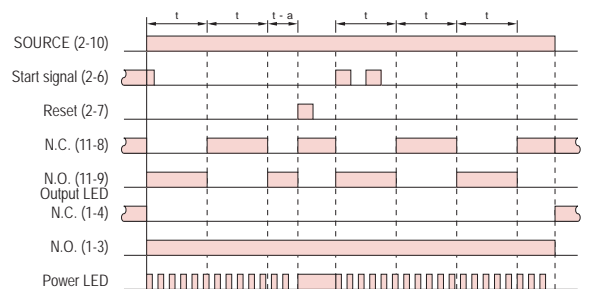 t t t - a t t t
SOURCE (2-10)
Start signal (2-6)
Reset (2-7)
N.C. (11-8)
N.O. (11-9)
Output LED
N.C. (1-4)
N.O. (1-3)
Power LED